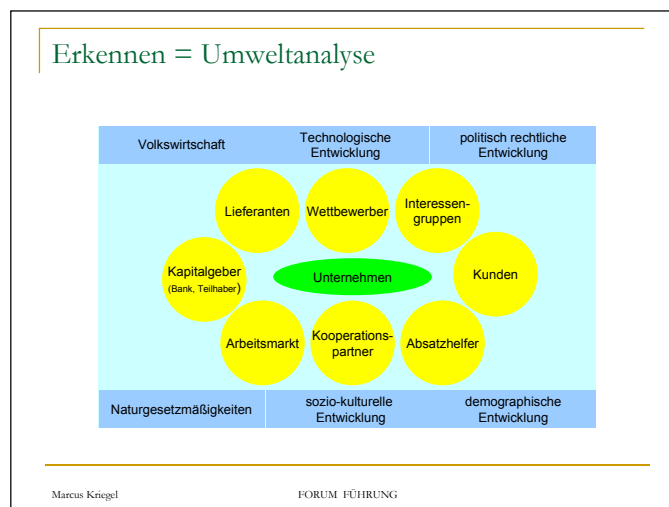 Erkennen = Umweltanalyse
Volkswirtschaft
Technologische
Entwicklung
politisch rechtliche
Entwicklung
Lieferanten
Wettbewerber
Interessen-
gruppen
Kapitalgeber
(Bank, Teilhaber)
Unternehmen
Kunden
Arbeitsmarkt
Kooperations-
partner
Absatzhelfer
Naturgesetzmäßigkeiten
sozio-kulturelle
Entwicklung
demographische
Entwicklung
Marcus Kriegel
FORUM FÜHRUNG